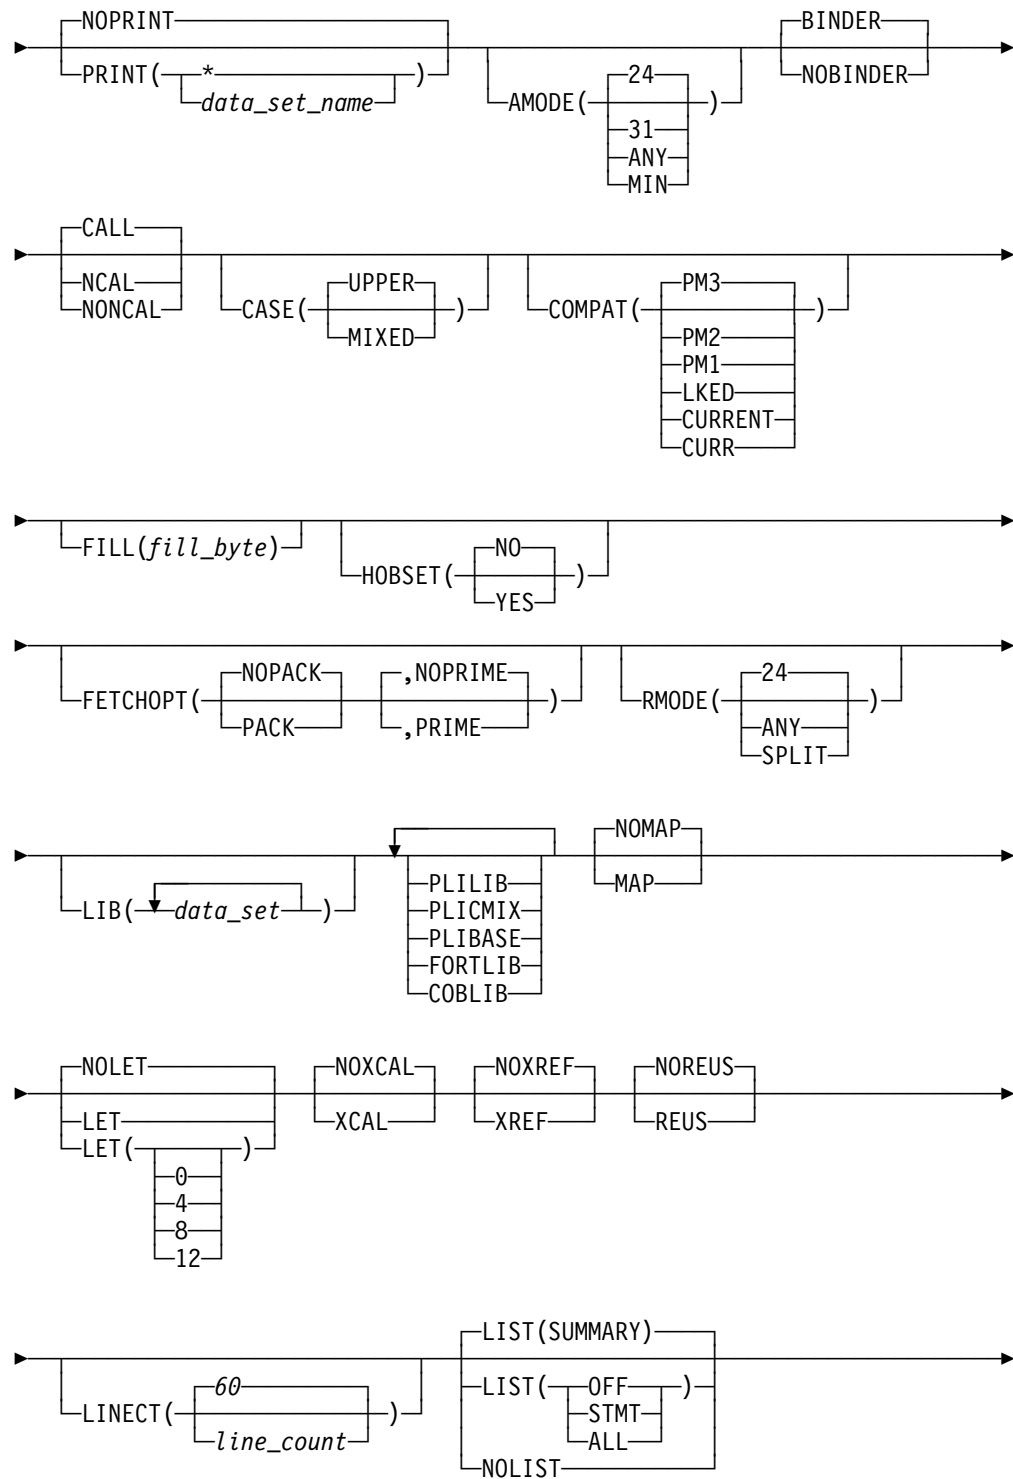 NOPRINT
PRINT( * )
data_set_name
AMODE( 24 )
31
ANY
MIN
BINDER
NOBINDER
CALL
NCAL
NONCAL
CASE( UPPER )
MIXED
COMPAT( PM3 )
PM2
PM1
LKED
CURRENT
CURR
FILL(fill_byte)
HOBSET( NO )
YES
FETCHOPT( NOPACK ,NOPRIME )
PACK ,PRIME
RMODE( 24 )
ANY
SPLIT
LIB( data_set )
PLILIB
PLICMIX
PLIBASE
FORTLIB
COBLIB
NOMAP
MAP
NOLET
LET
LET( )
0
4
8
12
NOXCAL
XCAL
NOXREF
XREF
NOREUS
REUS
LINECT( 60 )
line_count
LIST(SUMMARY)
LIST( OFF )
STMT
ALL
NOLIST